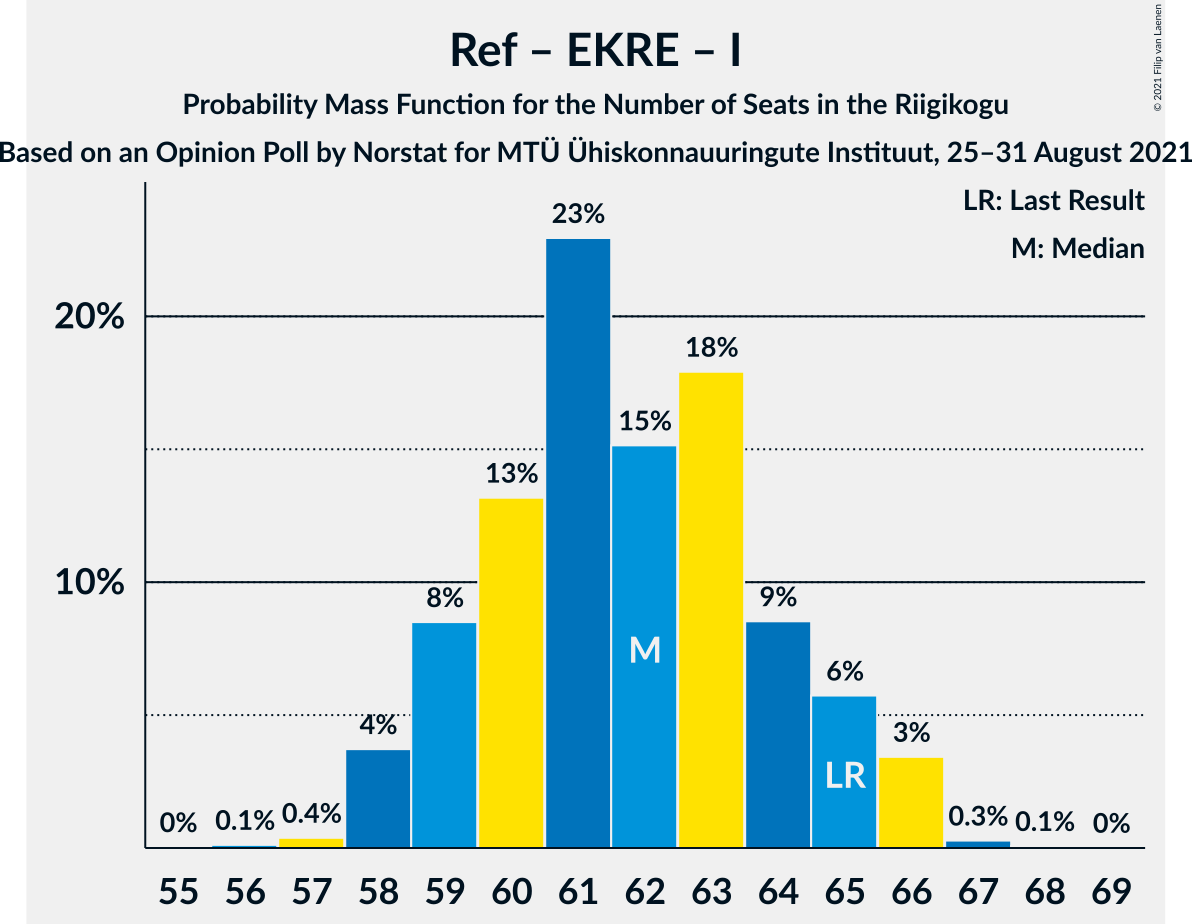 Ref – EKRE – I
Probability Mass Function for the Number of Seats in the Riigikogu
Based on an Opinion Poll by Norstat for MTÜ Ühiskonnauuringute Instituut, 25–31 August 2021
© 2021 Filip van Laenen
LR: Last Result
M: Median
23%
20%
18%
15%
13%
10%
8%
9%
M
6%
4%
3%
LR
0%
0.1%
0.4%
0.3%
0.1%
0%
55 56 57 58 59 60 61 62 63 64 65 66 67 68 69